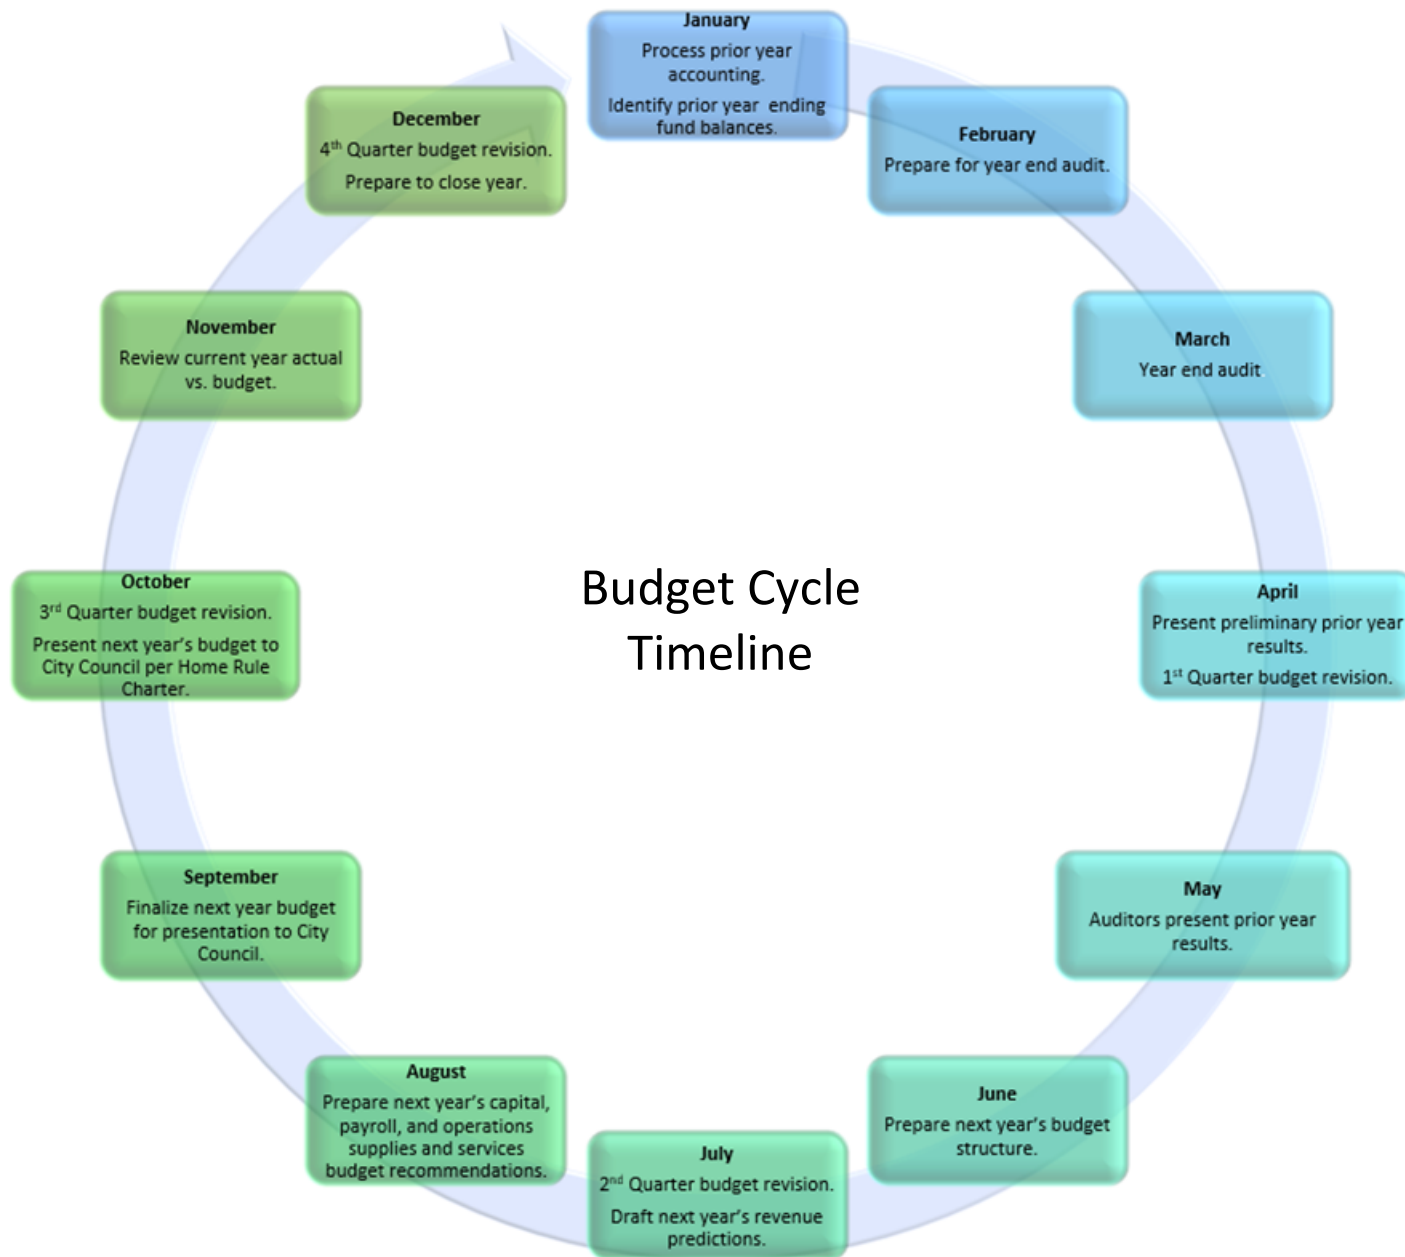 January
Process prior year
accounting.
Identify prior year ending
fund balances.
February
Prepare for year end audit.
March
Year end audit.
April
Present preliminary prior year
results.
1st Quarter budget revision.
May
Auditors present prior year
results.
June
Prepare next year’s budget
structure.
July
2nd Quarter budget revision.
Draft next year’s revenue
predictions.
August
Prepare next year’s capital,
payroll, and operations
supplies and services
budget recommendations.
September
Finalize next year budget
for presentation to City
Council.
October
3rd Quarter budget revision.
Present next year’s budget to
City Council per Home Rule
Charter.
November
Review current year actual
vs. budget.
December
4th Quarter budget revision.
Prepare to close year.
Budget Cycle
Timeline